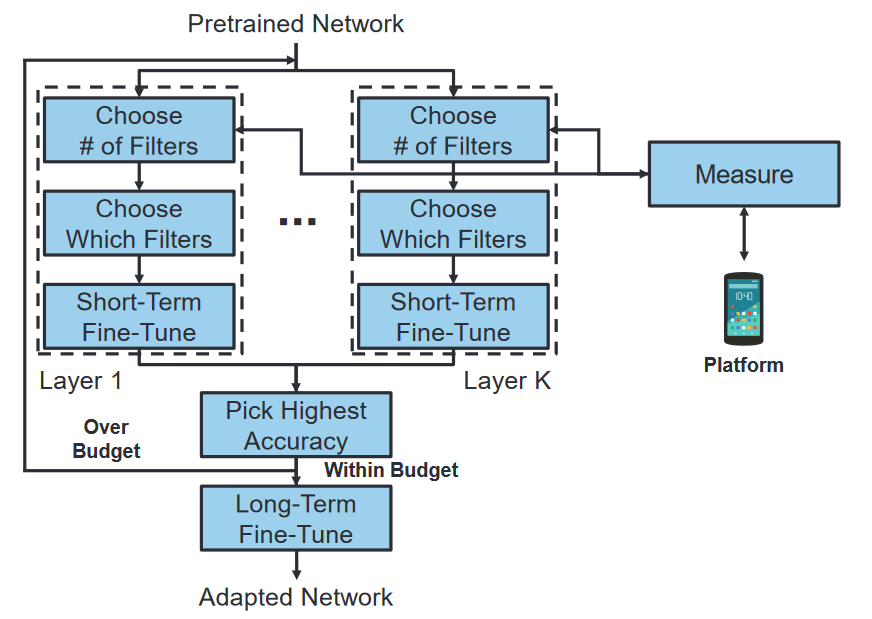 Pretrained Network
Choose
# of Filters
Choose
Which Filters
Short-Term
Fine-Tune
Layer 1
...
Choose
# of Filters
Choose
Which Filters
Short-Term
Fine-Tune
Layer K
Measure
10:40
Platform
Pick Highest
Accuracy
Over
Budget
Within Budget
Long-Term
Fine-Tune
Adapted Network